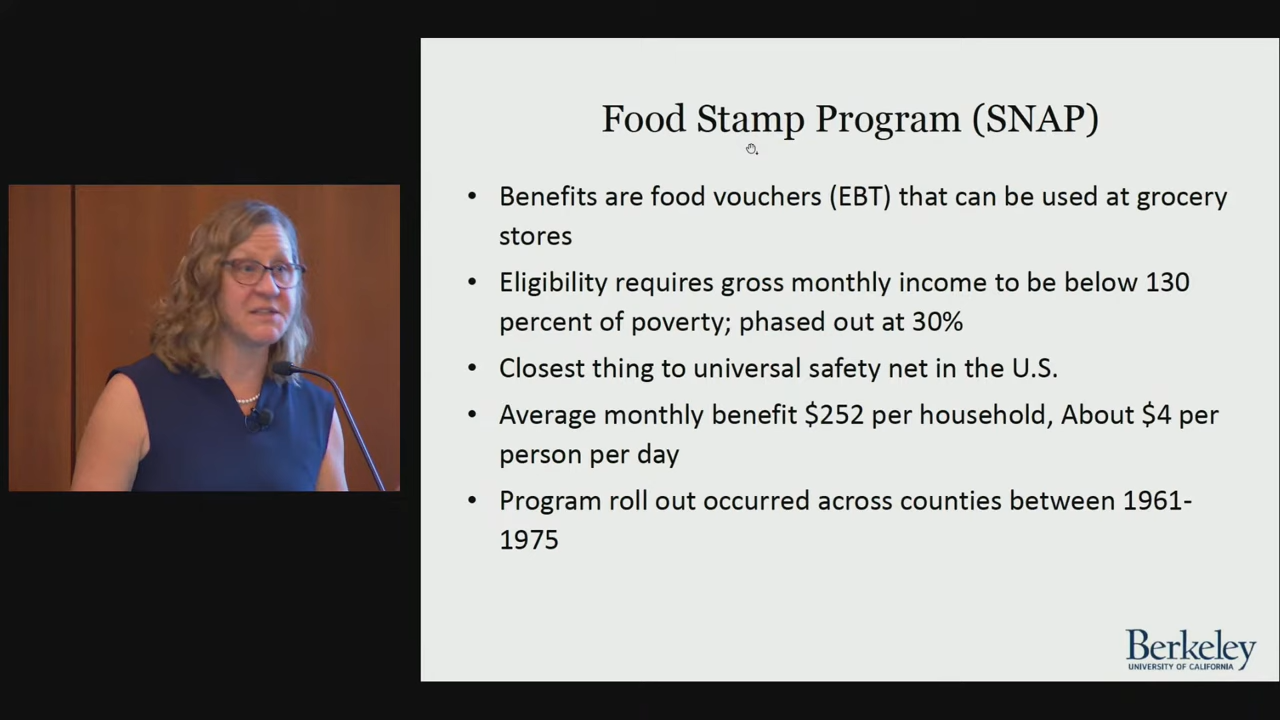 Food Stamp Program (SNAP)
• Benefits are food vouchers (EBT) that can be used at grocery
stores
• Eligibility requires gross monthly income to be below 130
percent of poverty; phased out at 30%
• Closest thing to universal safety net in the U.S.
• Average monthly benefit $252 per household, About $4 per
person per day
• Program roll out occurred across counties between 1961-
1975
Berkeley
UNIVERSITY OF CALIFORNIA